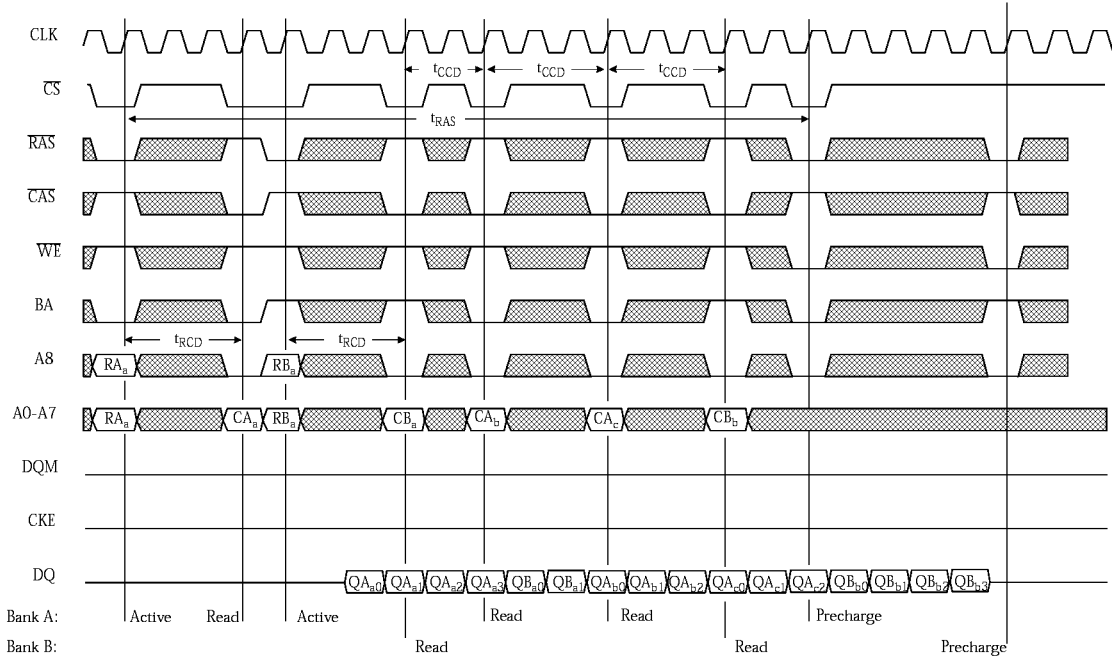 CLK
tCCD tCCD tCCD
CS
tRAS
RAS
CAS
WE
BA
tRCD tRCD
A8 RAa RBa
A0-A7 RAa CAa RBa CBa CAb CAc CBb
DQM
CKE
DQ QAa0 QAa1 QAa2 QAa3 QBa0 QBa1 QAb0 QAb1 QAb2 QAc0 QAc1 QAc2 QBb0 QBb1 QBb2 QBb3
Bank A: Active Read Active Read Read Precharge
Bank B: Read Read Precharge